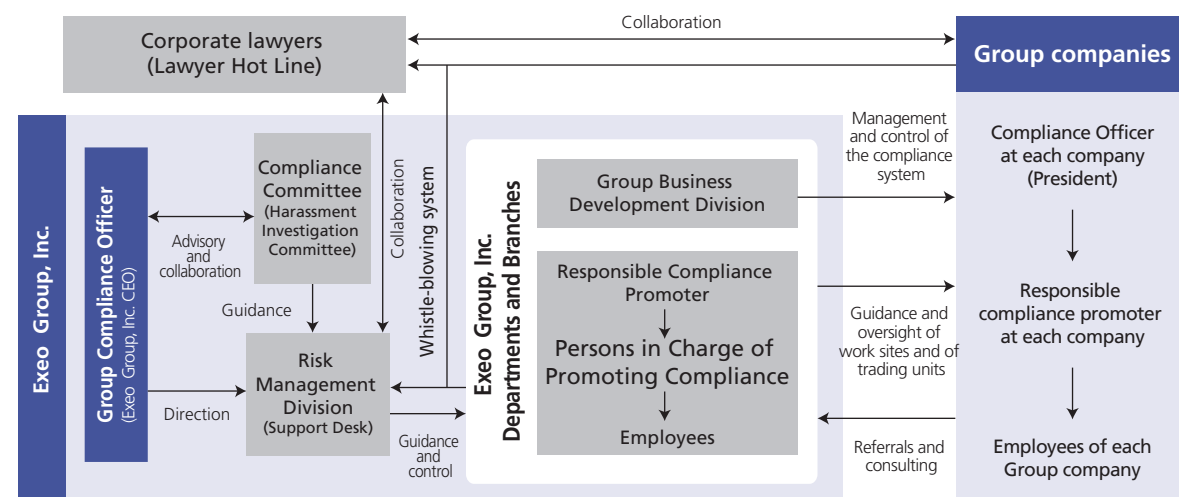 Collaboration
Corporate lawyers
(Lawyer Hot Line)
Group companies
Exeo Group, Inc.
Group Compliance Officer
(Exeo Group, Inc. CEO)
Compliance
Committee
(Harassment
Investigation
Committee)
Advisory
and
collaboration
Guidance
Direction
Risk
Management
Division
(Support Desk)
Collaboration
Whistle-blowing system
Guidance
and
control
Exeo Group, Inc.
Departments and Branches
Group Business
Development Division
Responsible Compliance
Promoter
Persons in Charge of
Promoting Compliance
Employees
Management
and control of
the compliance
system
Guidance and
oversight of
work sites and of
trading units
Referrals and
consulting
Compliance Officer
at each company
(President)
Responsible
compliance promoter
at each company
Employees of each
Group company